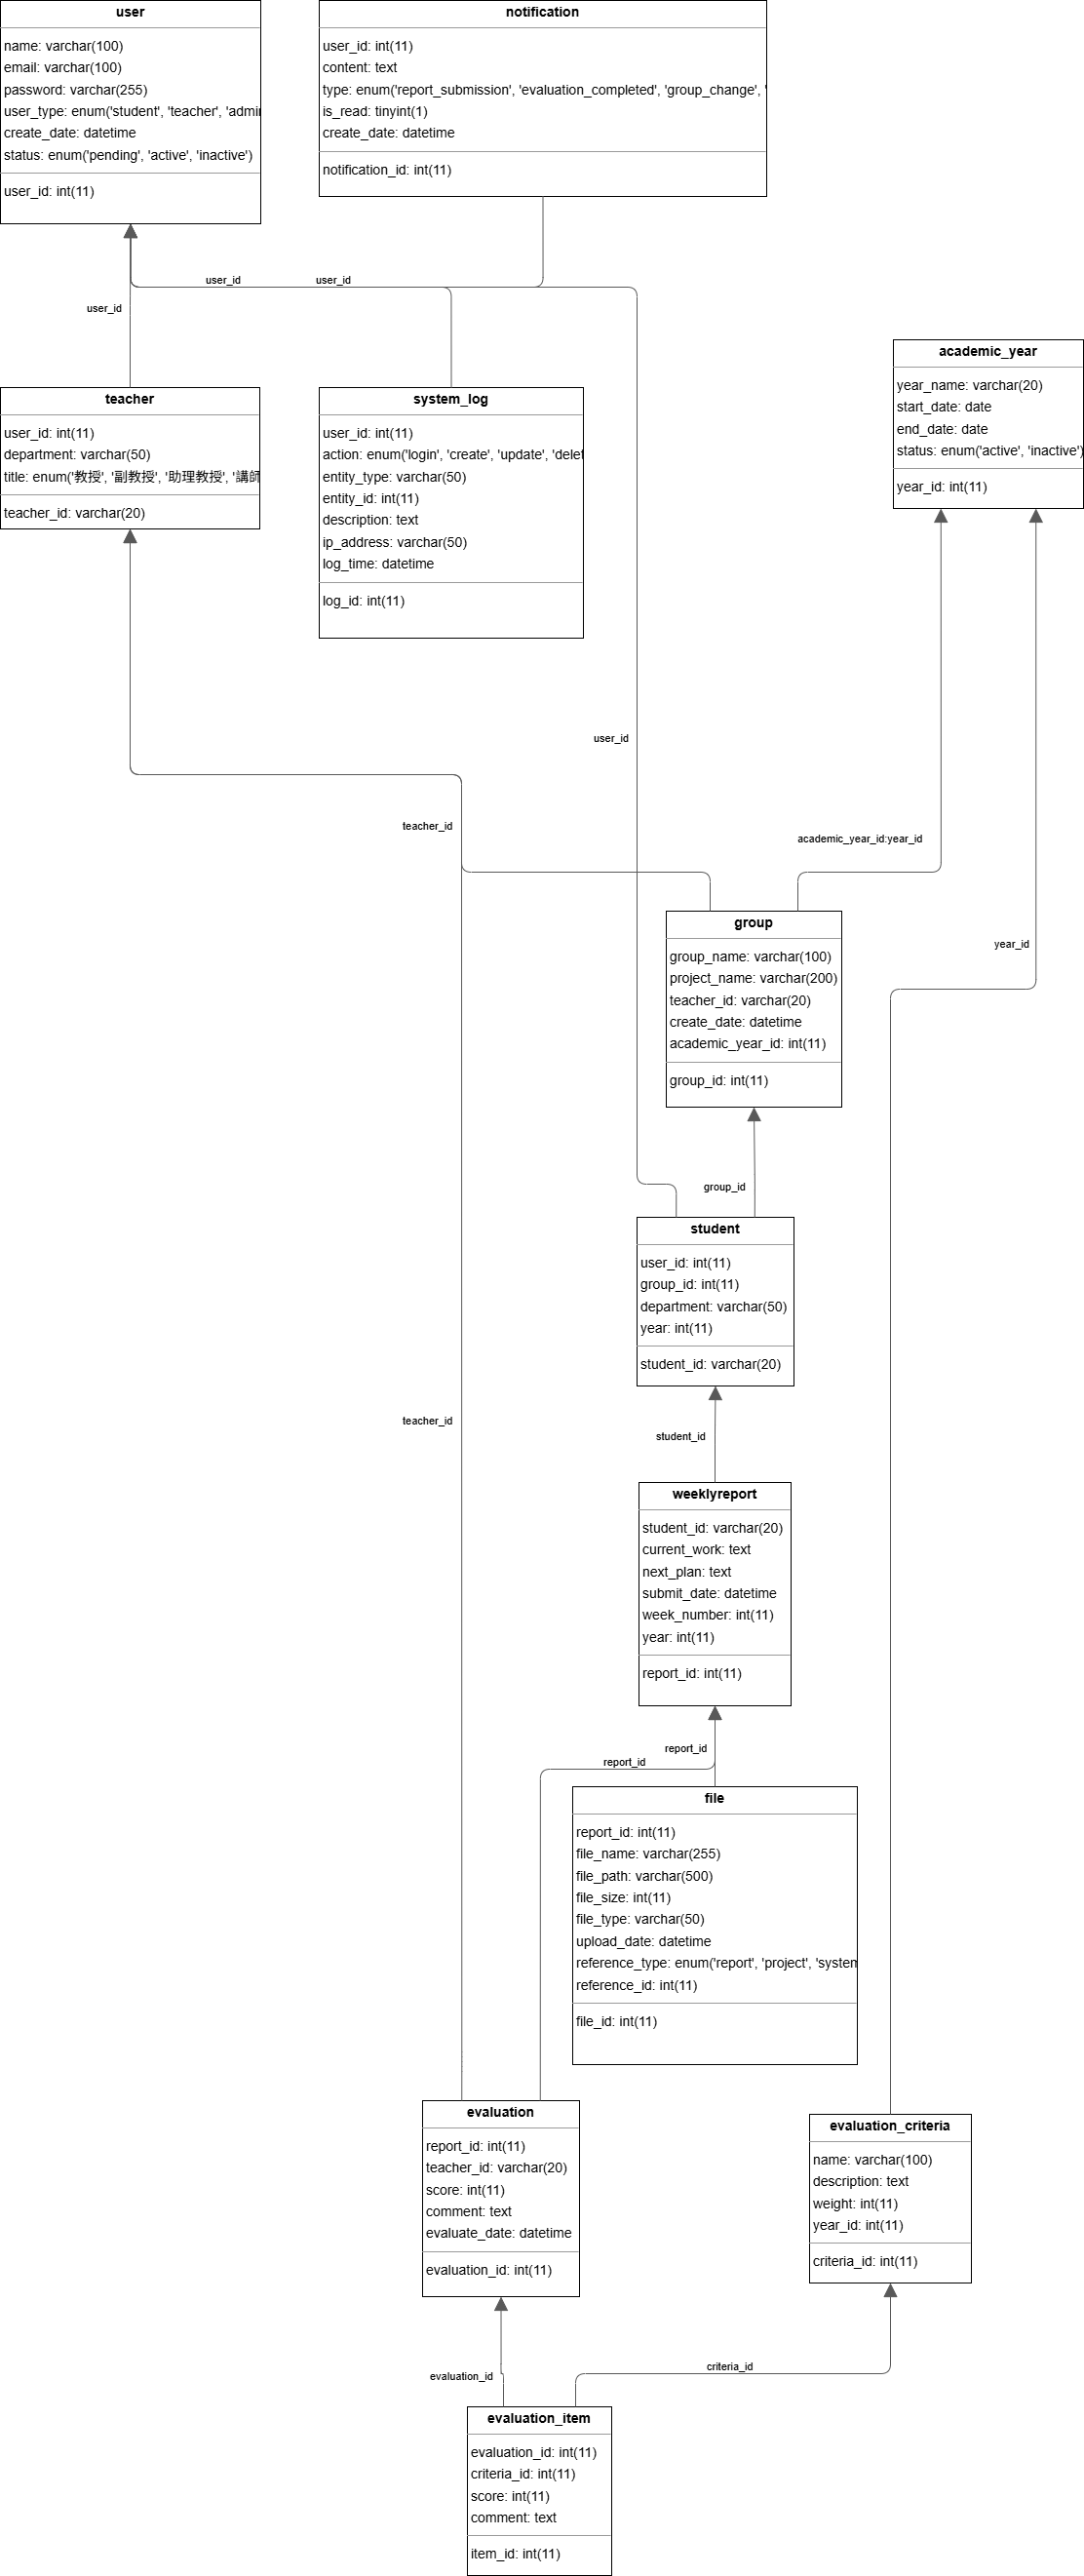 user
name: varchar(100)
email: varchar(100)
password: varchar(255)
user_type: enum('student', 'teacher', 'admi
create_date: datetime
status: enum('pending', 'active', 'inactive')
user_id: int(11)
notification
user_id: int(11)
content: text
type: enum('report_submission', 'evaluation_completed', 'group_change', '
is_read: tinyint(1)
create_date: datetime
notification_id: int(11)
user_id
user_id
user_id
teacher
user_id: int(11)
department: varchar(50)
title: enum('教授', '副教授', '助理教授', '講師
teacher_id: varchar(20)
system_log
user_id: int(11)
action: enum('login', 'create', 'update', 'delet
entity_type: varchar(50)
entity_id: int(11)
description: text
ip_address: varchar(50)
log_time: datetime
log_id: int(11)
academic_year
year_name: varchar(20)
start_date: date
end_date: date
status: enum('active', 'inactive')
year_id: int(11)
user_id
teacher_id
academic_year_id:year_id
year_id
group
group_name: varchar(100)
project_name: varchar(200)
teacher_id: varchar(20)
create_date: datetime
academic_year_id: int(11)
group_id: int(11)
group_id
student
user_id: int(11)
group_id: int(11)
department: varchar(50)
year: int(11)
student_id: varchar(20)
teacher_id
student_id
weeklyreport
student_id: varchar(20)
current_work: text
next_plan: text
submit_date: datetime
week_number: int(11)
year: int(11)
report_id: int(11)
report_id
report_id
file
report_id: int(11)
file_name: varchar(255)
file_path: varchar(500)
file_size: int(11)
file_type: varchar(50)
upload_date: datetime
reference_type: enum('report', 'project', 'system
reference_id: int(11)
file_id: int(11)
evaluation
report_id: int(11)
teacher_id: varchar(20)
score: int(11)
comment: text
evaluate_date: datetime
evaluation_id: int(11)
evaluation_criteria
name: varchar(100)
description: text
weight: int(11)
year_id: int(11)
criteria_id: int(11)
evaluation_id
criteria_id
evaluation_item
evaluation_id: int(11)
criteria_id: int(11)
score: int(11)
comment: text
item_id: int(11)